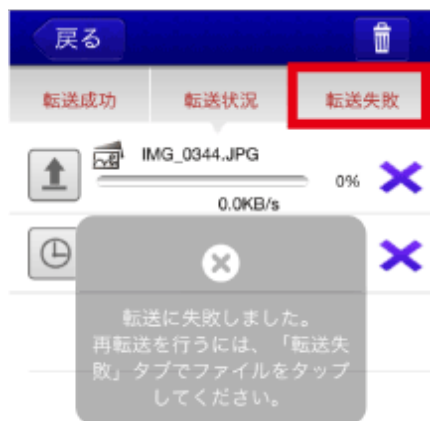 戻る
転送成功
転送状況
転送失敗
IMG_0344.JPG
0%
0.0KB/s
転送に失敗しました。
再転送を行うには、「転送失
敗」タブでファイルをタップ
してください。